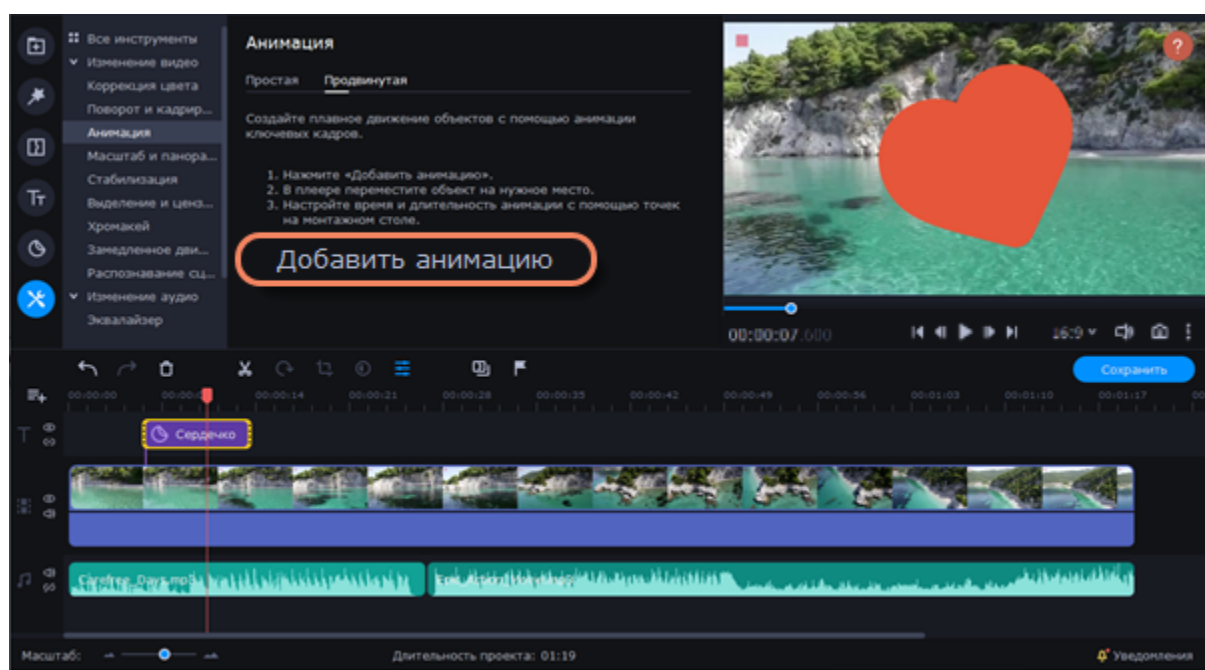 Все инструменты
Изменение видео
Коррекция цвета
Поворот и кадрир...
Анимация
Масштаб и панора...
Стабилизация
Выделение и ценз...
Хромакей
Замедленное дви...
Распознавание сц...
Изменение аудио
Эквалайзер
Анимация
Простая Продвинутая
Создайте плавное движение объектов с помощью анимации
ключевых кадров.
1. Нажмите «Добавить анимацию».
2. В плеере переместите объект на нужное место.
3. Настройте время и длительность анимации с помощью точек
на монтажном столе.
Добавить анимацию
?
00:00:07.600
16:9
Сохранить
00:00:00 00:00:14 00:00:21 00:00:28 00:00:35 00:00:42 00:00:49 00:00:56 00:01:03 00:01:10 00:01:17
Сердечко
Carefree_Days.mp3
Масштаб:
Длительность проекта: 01:19
Уведомления